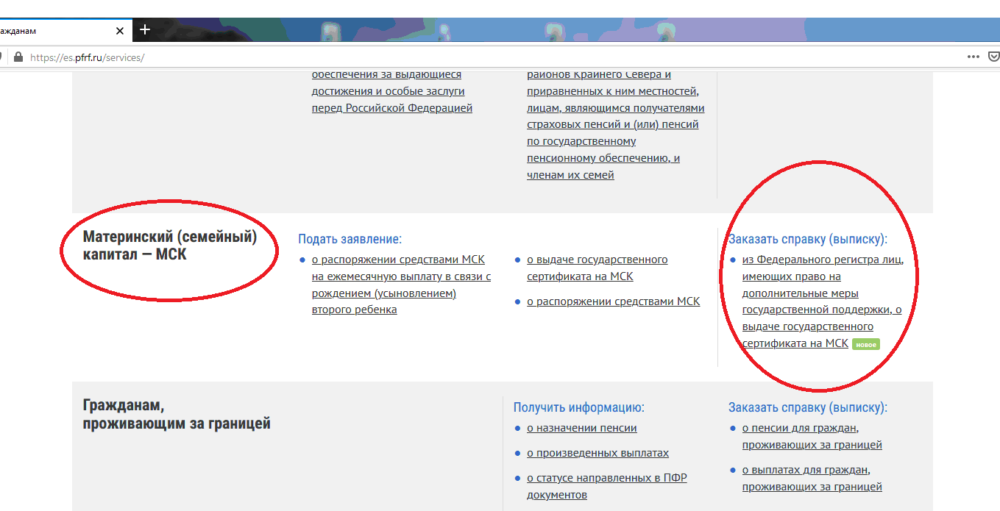 ажданам
https://es.pfrf.ru/services/
обеспечения за выдающиеся
достижения и особые заслуги
перед Российской Федерацией
районов Крайнего Севера и
приравненных к ним местностей,
лицам, являющимся получателями
страховых пенсий и (или) пенсий
по государственному
пенсионному обеспечению, и
членам их семей
Материнский (семейный)
капитал — МСК
Подать заявление:
о распоряжении средствами МСК
на ежемесячную выплату в связи с
рождением (усыновлением)
второго ребенка
о выдаче государственного
сертификата на МСК
о распоряжении средствами МСК
Заказать справку (выписку):
из Федерального регистра лиц,
имеющих право на
дополнительные меры
государственной поддержки, о
выдаче государственного
сертификата на МСК новое
Гражданам,
проживающим за границей
Получить информацию:
о назначении пенсии
о произведенных выплатах
о статусе направленных в ПФР
документов
Заказать справку (выписку):
о пенсии для граждан,
проживающих за границей
о выплатах для граждан,
проживающих за границей